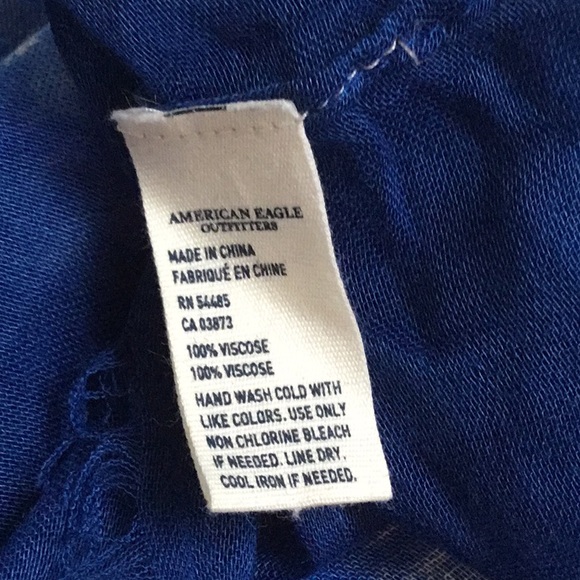 AMERICAN EAGLE
OUTFITTERS
MADE IN CHINA
FABRIQUÉ EN CHINE
RN 54485
CA 03873
100% VISCOSE
100% VISCOSE
HAND WASH COLD WITH
LIKE COLORS. USE ONLY
NON CHLORINE BLEACH
IF NEEDED. LINE DRY.
COOL IRON IF NEEDED.